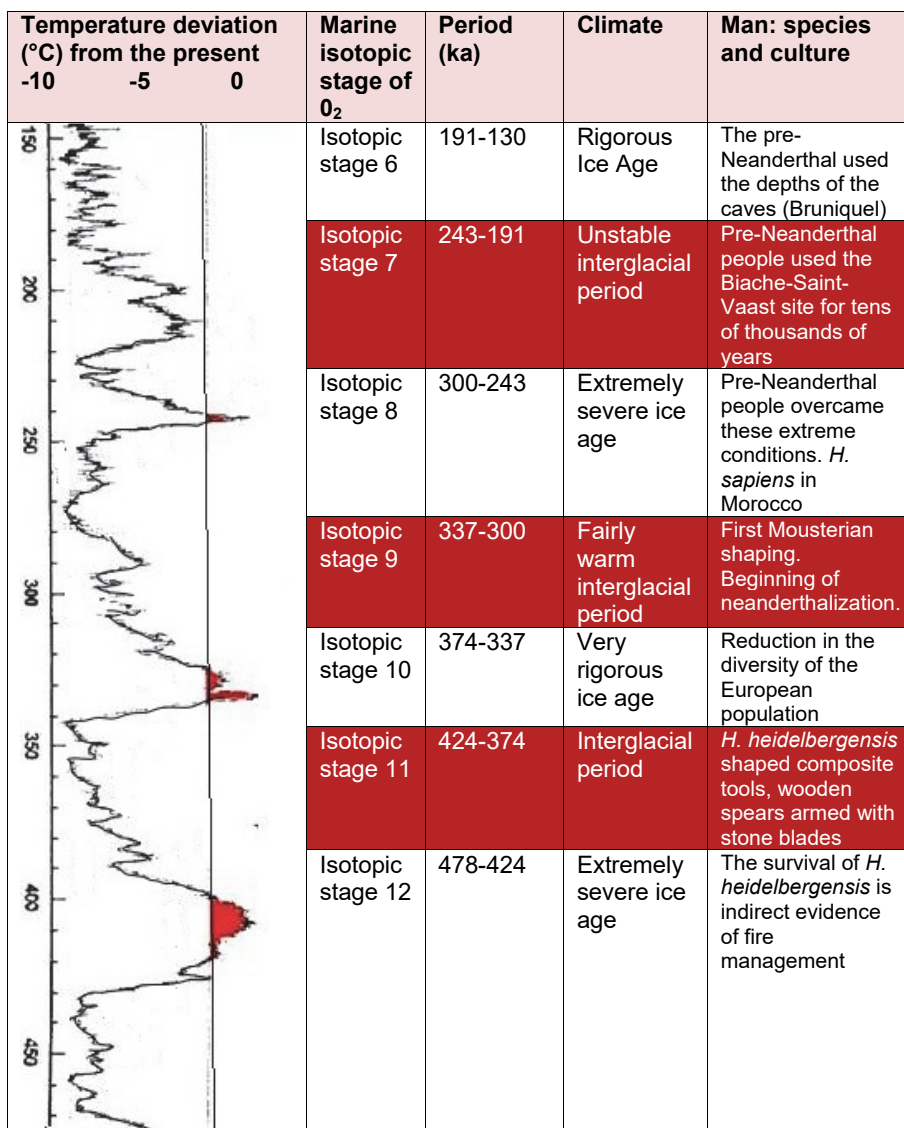 Temperature deviation
(°C) from the present
-10 -5 0
Marine
isotopic
stage of
0₂
Period
(ka)
Climate
Man: species
and culture
150
200
250
300
350
400
450
Isotopic
stage 6
191-130
Rigorous
Ice Age
The pre-
Neanderthal used
the depths of the
caves (Bruniquel)
Isotopic
stage 7
243-191
Unstable
interglacial
period
Pre-Neanderthal
people used the
Biache-Saint-
Vaast site for tens
of thousands of
years
Isotopic
stage 8
300-243
Extremely
severe ice
age
Pre-Neanderthal
people overcame
these extreme
conditions. H.
sapiens in
Morocco
Isotopic
stage 9
337-300
Fairly
warm
interglacial
period
First Mousterian
shaping.
Beginning of
neanderthalization.
Isotopic
stage 10
374-337
Very
rigorous
ice age
Reduction in the
diversity of the
European
population
Isotopic
stage 11
424-374
Interglacial
period
H. heidelbergensis
shaped composite
tools, wooden
spears armed with
stone blades
Isotopic
stage 12
478-424
Extremely
severe ice
age
The survival of H.
heidelbergensis is
indirect evidence
of fire
management